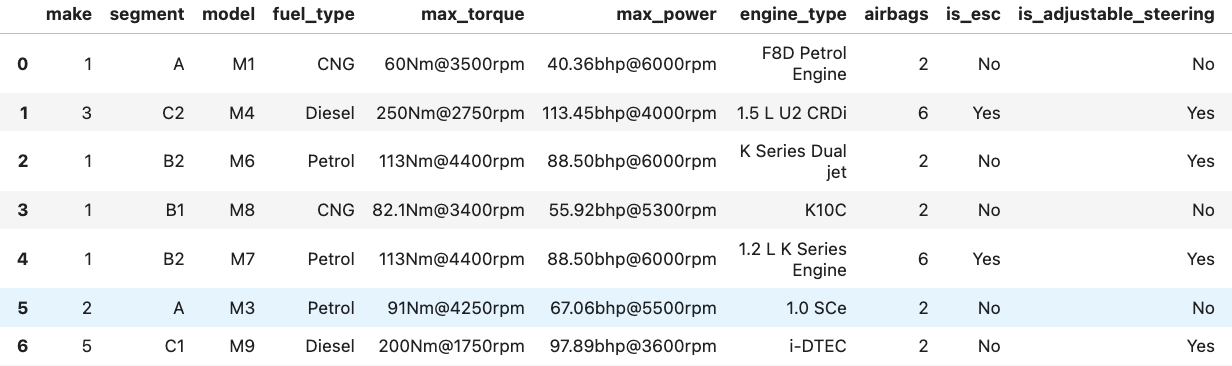 make segment model fuel_type max_torque max_power engine_type airbags is_esc is_adjustable_steering
0 1 A M1 CNG 60Nm@3500rpm 40.36bhp@6000rpm F8D Petrol Engine 2 No No
1 3 C2 M4 Diesel 250Nm@2750rpm 113.45bhp@4000rpm 1.5 L U2 CRDi 6 Yes Yes
2 1 B2 M6 Petrol 113Nm@4400rpm 88.50bhp@6000rpm K Series Dual jet 2 No Yes
3 1 B1 M8 CNG 82.1Nm@3400rpm 55.92bhp@5300rpm K10C 2 No No
4 1 B2 M7 Petrol 113Nm@4400rpm 88.50bhp@6000rpm 1.2 L K Series Engine 6 Yes Yes
5 2 A M3 Petrol 91Nm@4250rpm 67.06bhp@5500rpm 1.0 SCe 2 No No
6 5 C1 M9 Diesel 200Nm@1750rpm 97.89bhp@3600rpm i-DTEC 2 No Yes